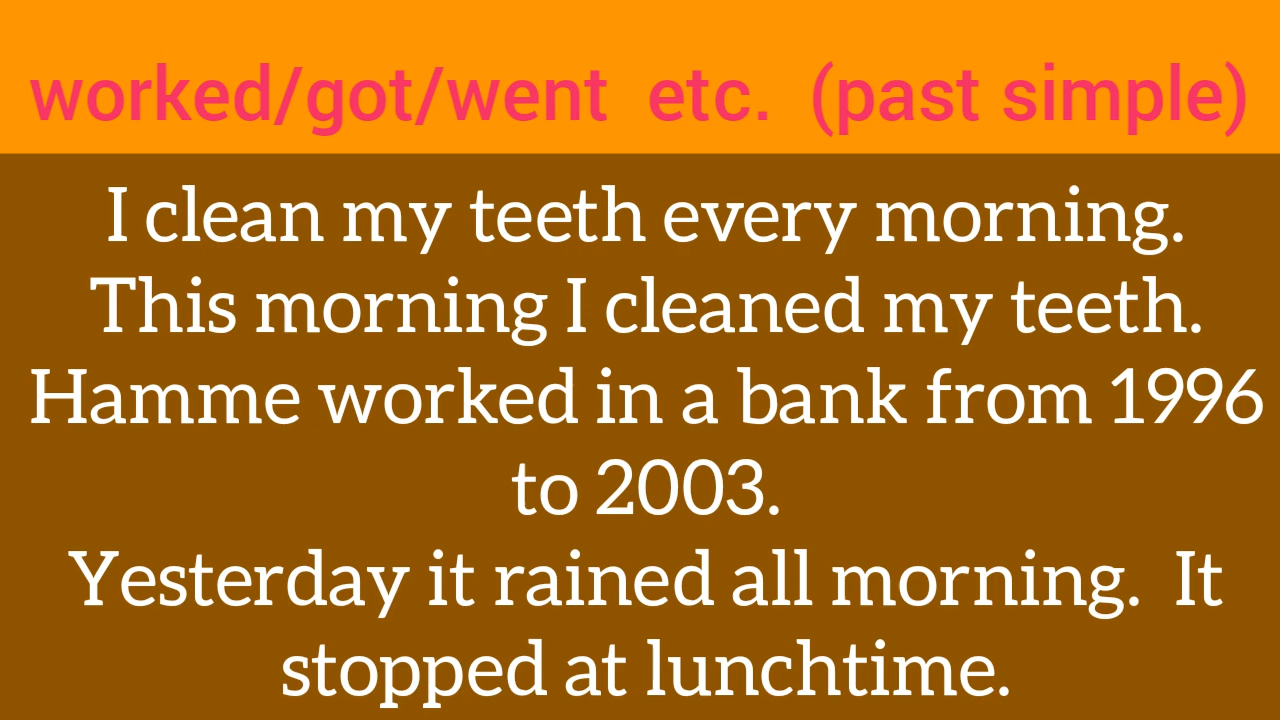 worked/got/went etc. (past simple)
I clean my teeth every morning.
This morning I cleaned my teeth.
Hamme worked in a bank from 1996
to 2003.
Yesterday it rained all morning. It
stopped at lunchtime.